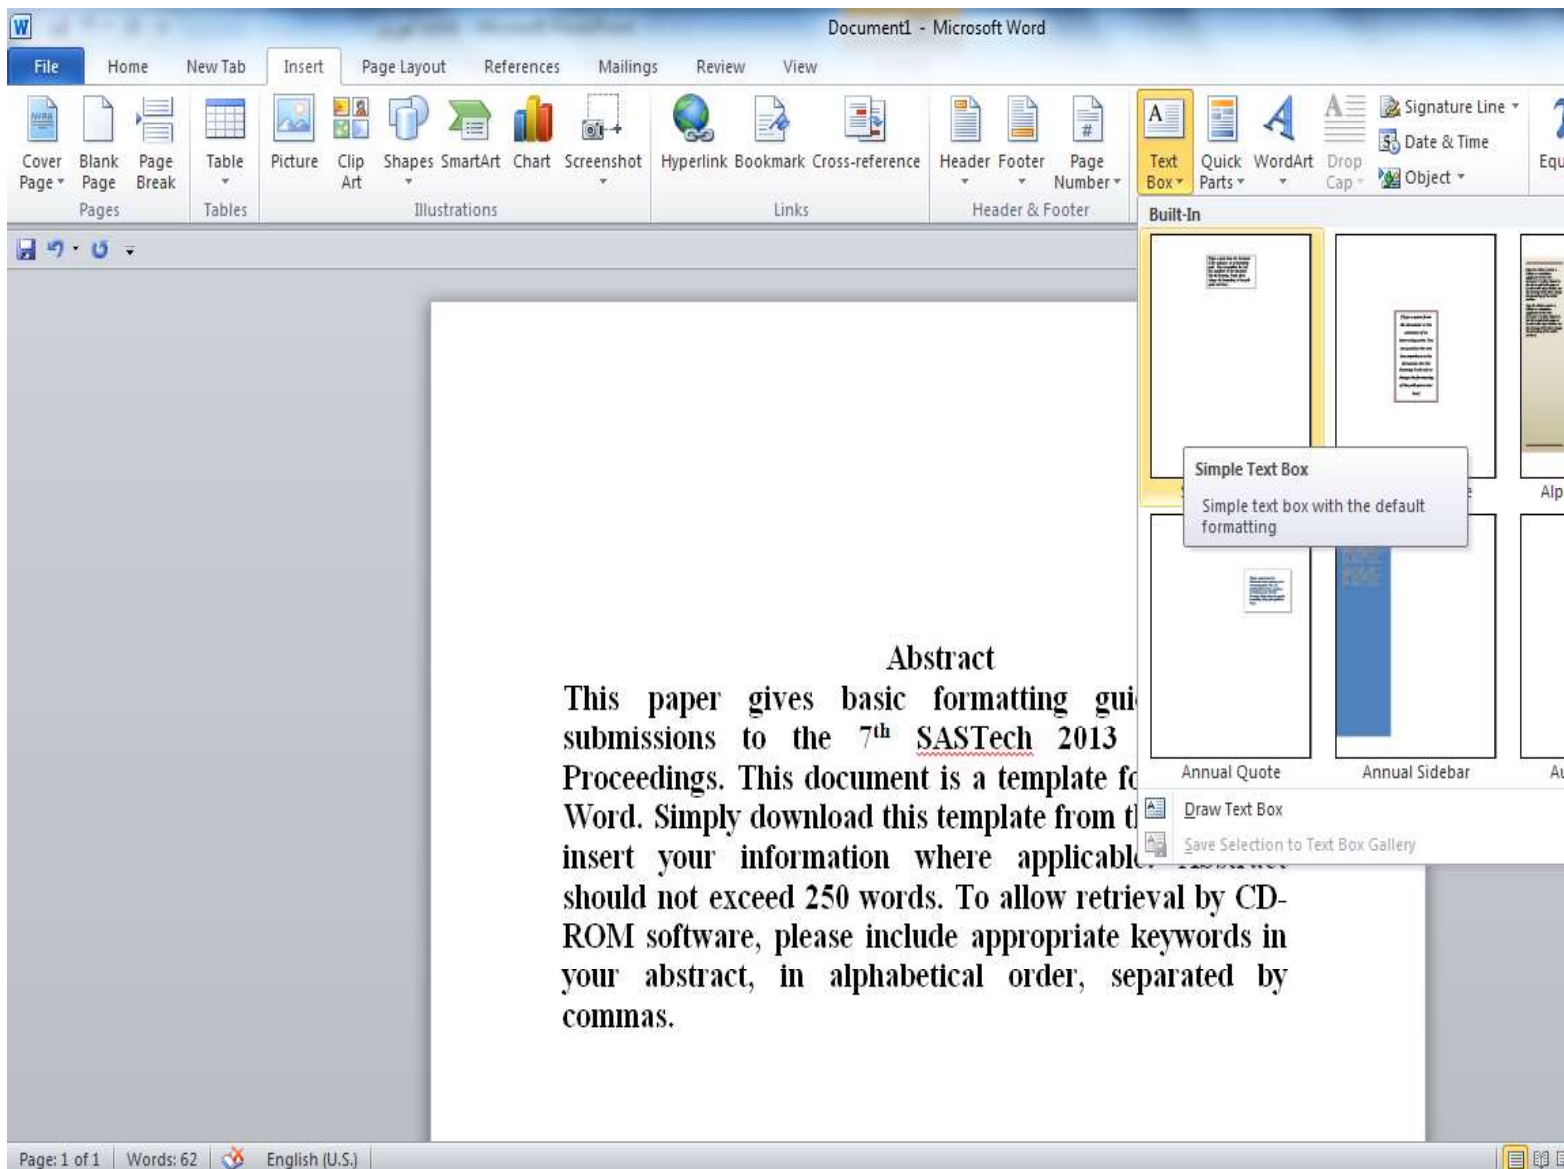 Document1 - Microsoft Word
File Home New Tab Insert Page Layout References Mailings Review View
Cover Page
Blank Page
Page Break
Table
Picture
Clip Art
Shapes
SmartArt
Chart
Screenshot
Hyperlink
Bookmark
Cross-reference
Header
Footer
Page Number
Text Box
Quick Parts
WordArt
Drop Cap
Signature Line
Date & Time
Object
Equ
Pages Tables Illustrations Links Header & Footer
Built-In
Simple Text Box
Simple text box with the default
formatting
Alp
Annual Quote Annual Sidebar Au
Draw Text Box
Save Selection to Text Box Gallery
Abstract
This paper gives basic formatting gui
submissions to the 7th SASTech 2013
Proceedings. This document is a template fo
Word. Simply download this template from t
insert your information where applicable. Abstract
should not exceed 250 words. To allow retrieval by CD-
ROM software, please include appropriate keywords in
your abstract, in alphabetical order, separated by
commas.
Page: 1 of 1 Words: 62 English (U.S.)